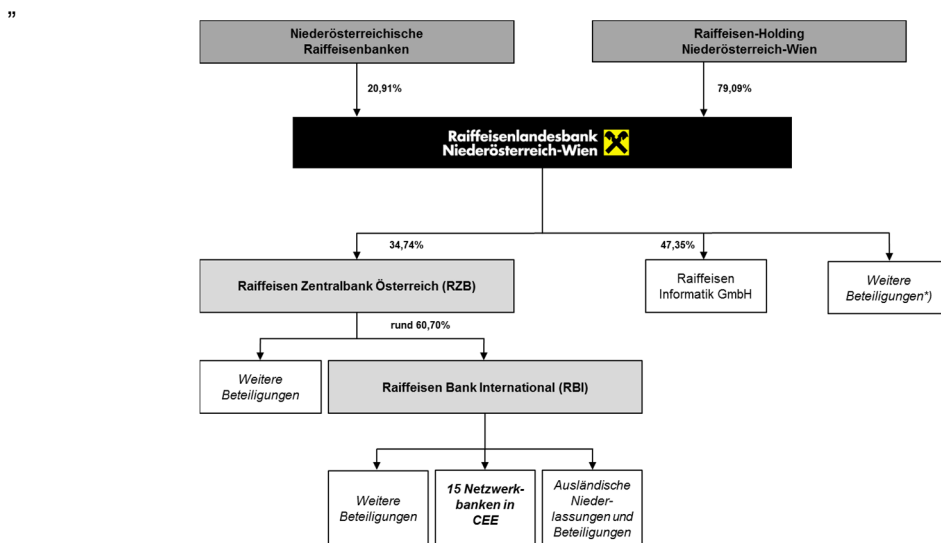 „
Niederösterreichische
Raiffeisenbanken
Raiffeisen-Holding
Niederösterreich-Wien
20,91%
79,09%
Raiffeisenlandesbank
Niederösterreich-Wien
34,74%
47,35%
Raiffeisen Zentralbank Österreich (RZB)
Raiffeisen
Informatik GmbH
Weitere
Beteiligungen*)
rund 60,70%
Weitere
Beteiligungen
Raiffeisen Bank International (RBI)
Weitere
Beteiligungen
15 Netzwerk-
banken in
CEE
Ausländische
Nieder-
lassungen und
Beteiligungen